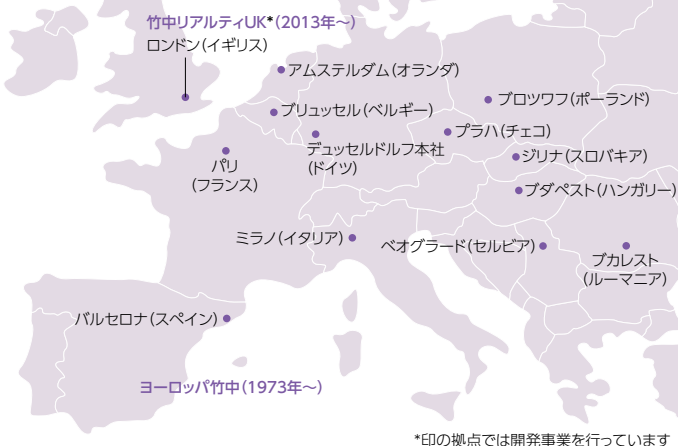 竹中リアルティUK*(2013年～)
ロンドン(イギリス)
アムステルダム(オランダ)
ブロツワフ(ポーランド)
ブリュッセル(ベルギー)
プラハ(チェコ)
デュッセルドルフ本社
(ドイツ)
ジリナ(スロバキア)
パリ
(フランス)
ブダペスト(ハンガリー)
ミラノ(イタリア)
ベオグラード(セルビア)
ブカレスト
(ルーマニア)
バルセロナ(スペイン)
ヨーロッパ竹中(1973年～)
*印の拠点では開発事業を行っています